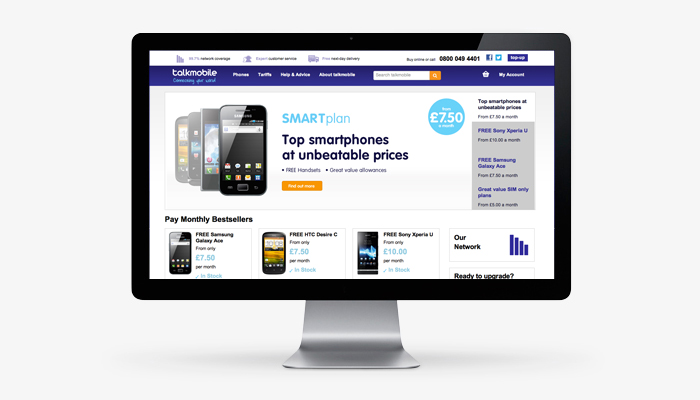 99.7% network coverage
Expert customer service
Free next-day delivery
Buy online or call 0800 049 4401
top-up
talkmobile
Connecting your world
Phones
Tariffs
Help & Advice
About talkmobile
Search talkmobile
My Account
SAMSUNG
SMARTplan
Top smartphones
at unbeatable prices
• FREE Handsets • Great value allowances
Find out more
from
£7.50
a month
Top smartphones at
unbeatable prices
From £7.50 a month
FREE Sony Xperia U
From £10.00 a month
FREE Samsung
Galaxy Ace
From £7.50 a month
Great value SIM only
plans
From £5.00 a month
Pay Monthly Bestsellers
FREE Samsung
Galaxy Ace
From only
£7.50
per month
In Stock
FREE HTC Desire C
From only
£7.50
per month
In Stock
FREE Sony Xperia U
From only
£10.00
per month
In Stock
Our
Network
Ready to upgrade?